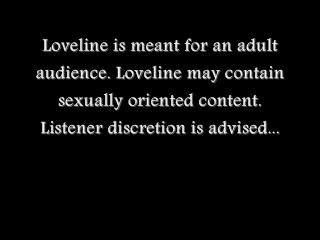 Loveline is meant for an adult
audience. Loveline may contain
sexually oriented content.
Listener discretion is advised...